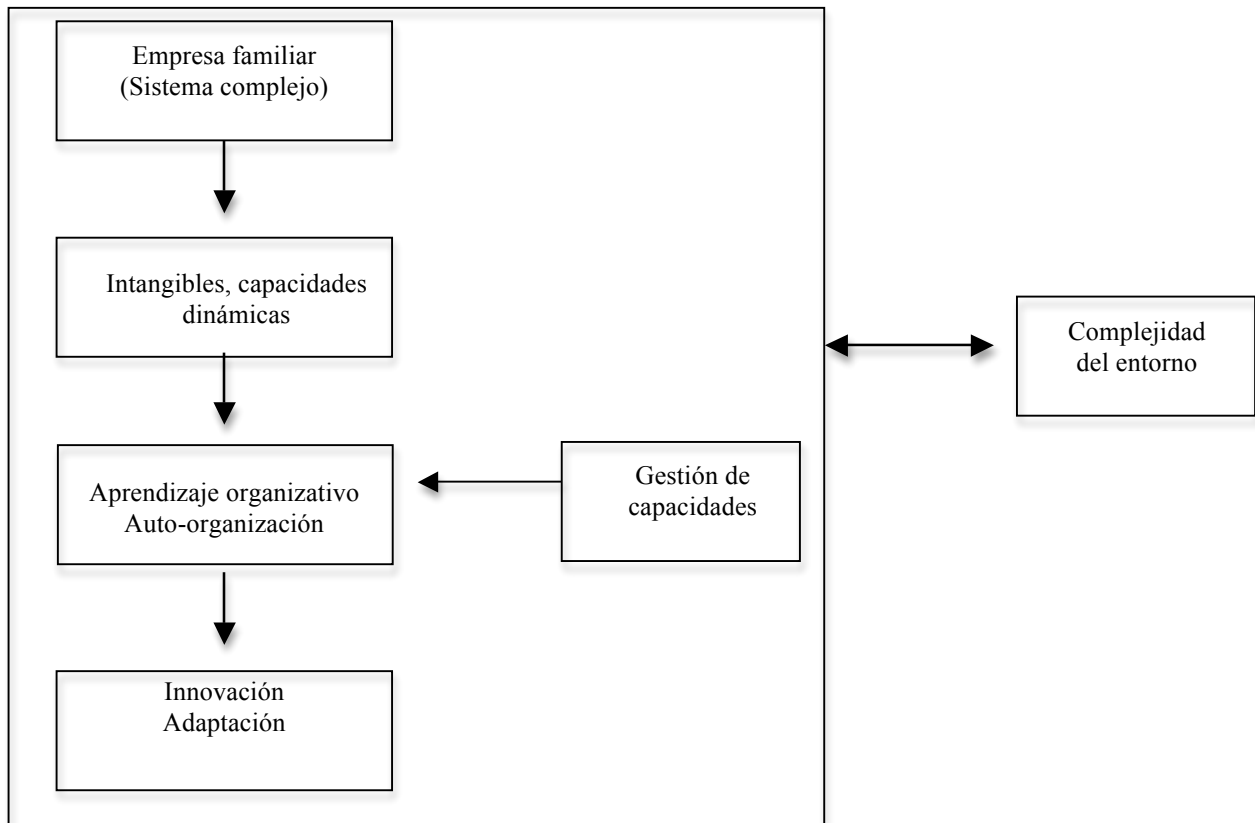 Empresa familiar
(Sistema complejo)
Intangibles, capacidades
dinámicas
Aprendizaje organizativo
Auto-organización
Gestión de
capacidades
Innovación
Adaptación
Complejidad
del entorno